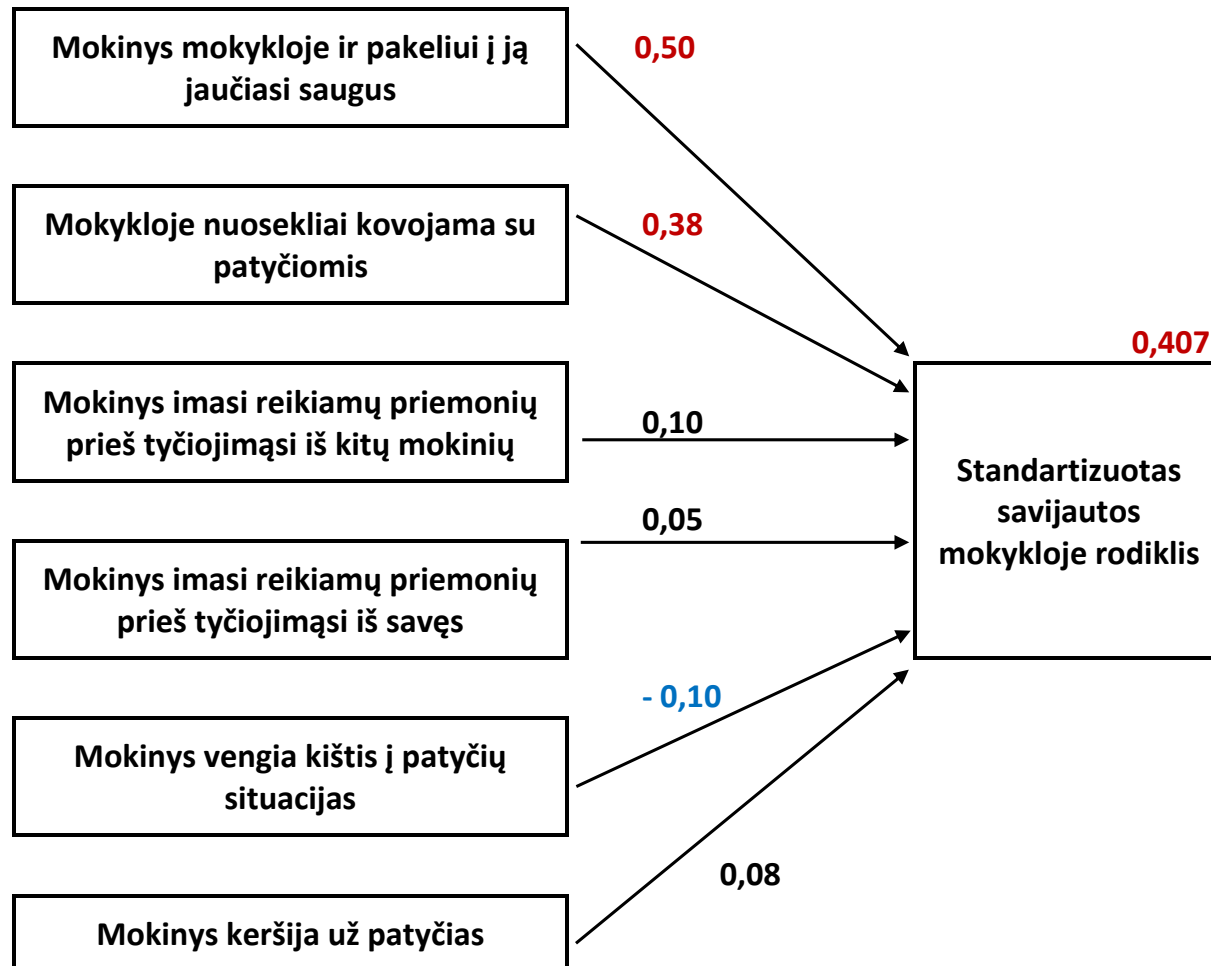 Mokinys mokykloje ir pakeliui į ją
jaučiasi saugus
0,50
Mokykloje nuosekliai kovojama su
patyčiomis
0,38
Mokinys imasi reikiamų priemonių
prieš tyčiojimąsi iš kitų mokinių
0,10
Mokinys imasi reikiamų priemonių
prieš tyčiojimąsi iš savęs
0,05
Mokinys vengia kištis į patyčių
situacijas
- 0,10
Mokinys keršija už patyčias
0,08
0,407
Standartizuotas
savijautos
mokykloje rodiklis